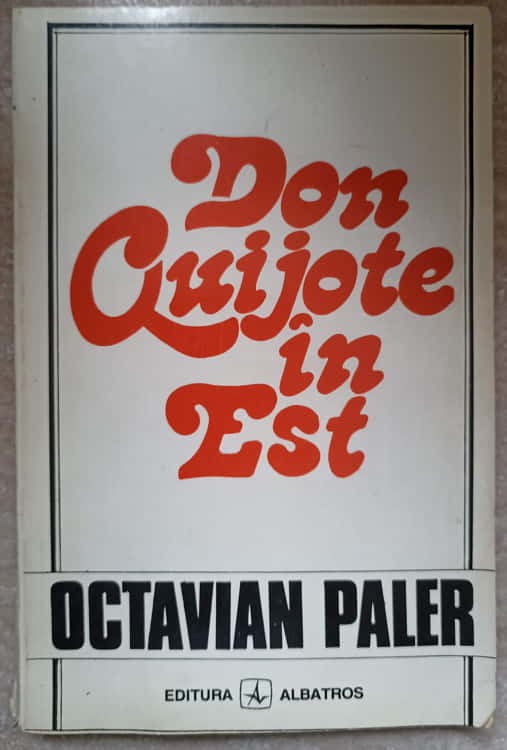 Don
Quijote
în
Est
OCTAVIAN PALER
EDITURA ALBATROS